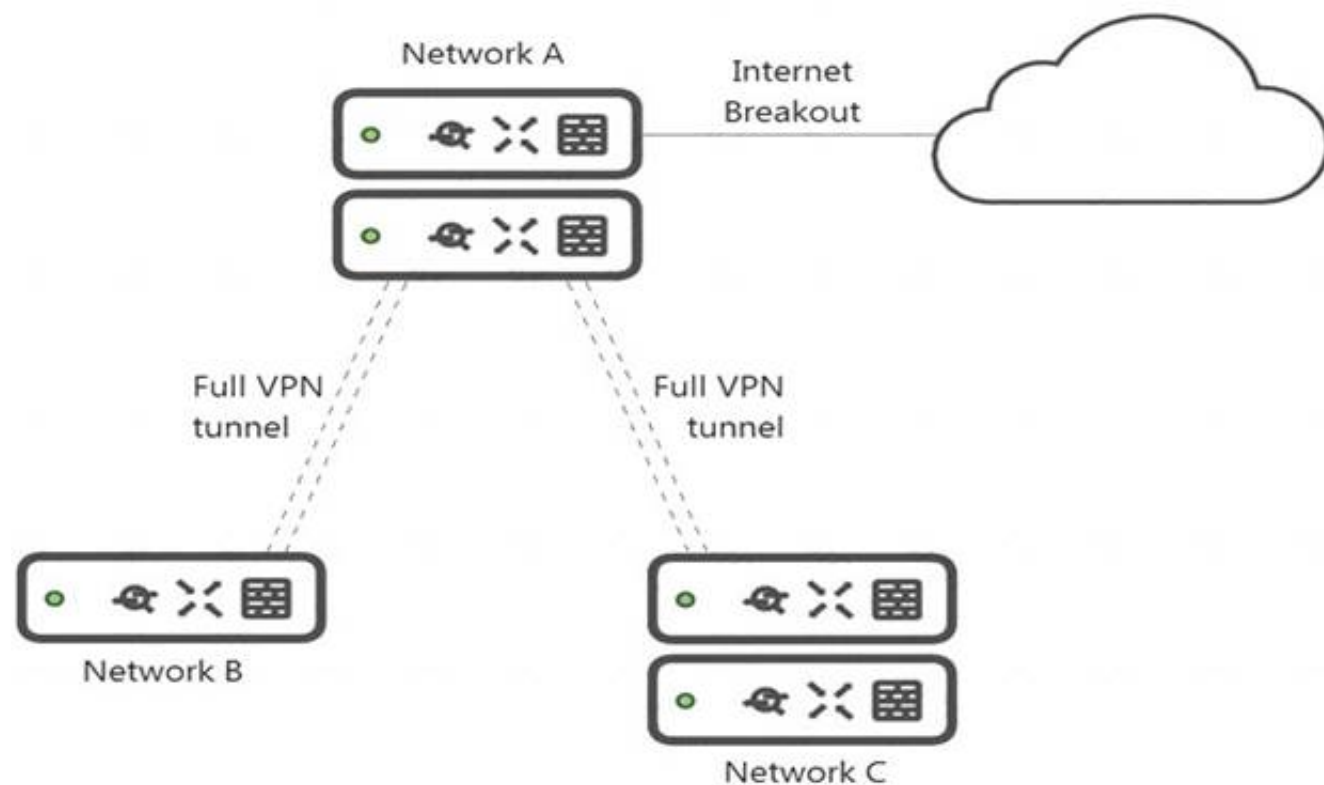 Network A
Internet
Breakout
Full VPN
tunnel
Full VPN
tunnel
Network B
Network C